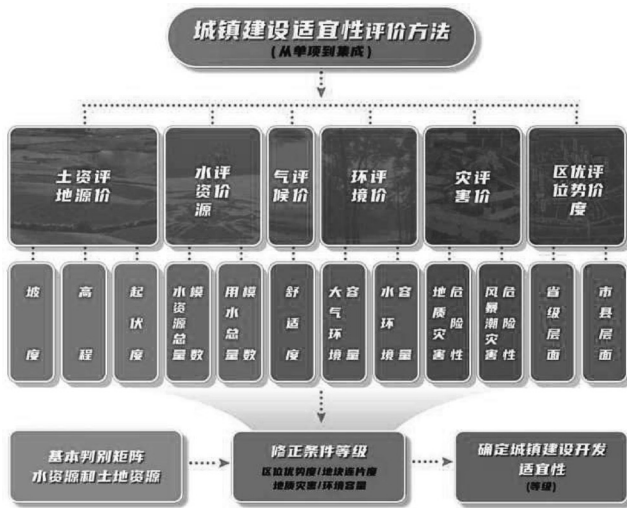 城镇建设适宜性评价方法
(从单项到集成)
土地资源评价
水资源评价
气候评价
环境评价
灾害评价
区位优势度评价
坡度
高程
起伏度
水资源总量模数
用水总量模数
舒适度
大气环境容量
水环境容量
地质灾害危险性
风暴潮灾害危险性
省级层面
市县层面
基本判别矩阵
水资源和土地资源
修正条件等级
区位优势度/地块连片度
地质灾害/环境容量
确定城镇建设开发
适宜性
(等级)